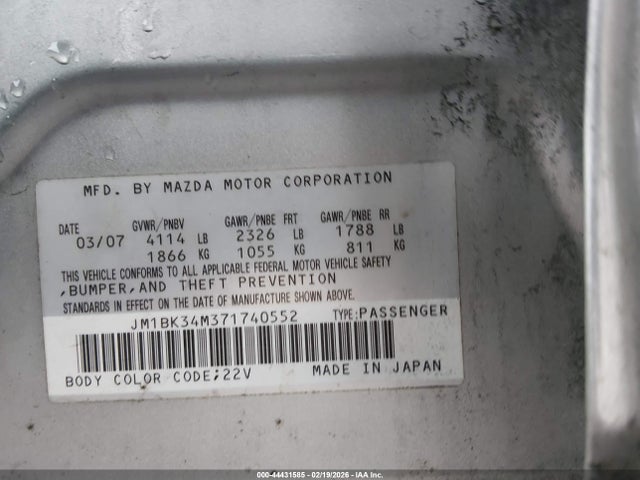 MFD. BY MAZDA MOTOR CORPORATION
DATE GVWR/PNBV GAWR/PNBE FRT GAWR/PNBE RR
03/07 4114 LB 2326 LB 1788 LB
1866 KG 1055 KG 811 KG
THIS VEHICLE CONFORMS TO ALL APPLICABLE FEDERAL MOTOR VEHICLE SAFETY
,BUMPER,AND THEFT PREVENTION
STANDARDS IN EFFECT ON THE DATE OF MANUFACTURE SHOWN ABOVE.
JM1BK34M371740552 TYPE:PASSENGER
BODY COLOR CODE;22V MADE IN JAPAN
000-44431585 - 02/19/2026 - IAA Inc.